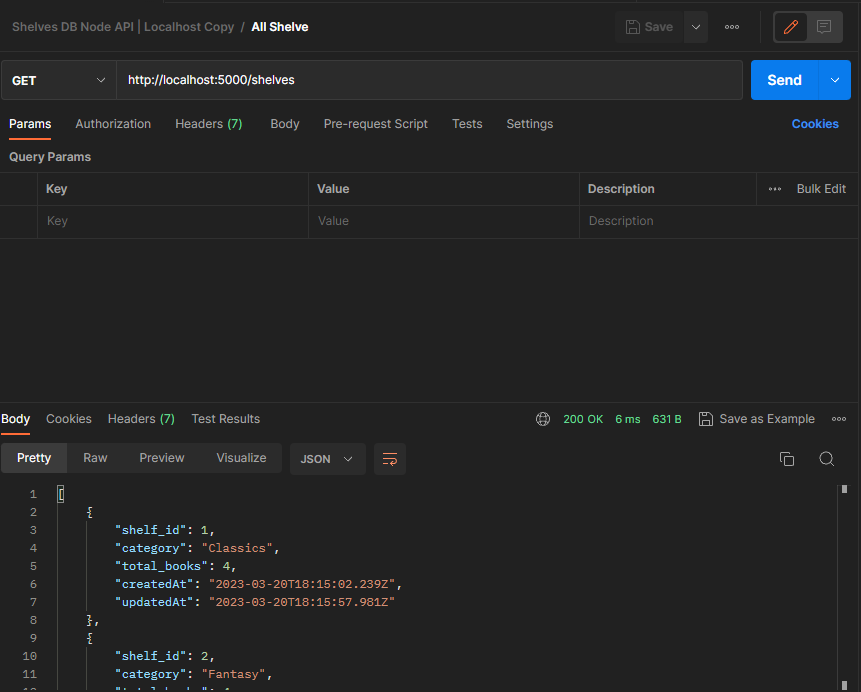 Shelves DB Node API | Localhost Copy / All Shelve Save
GET http://localhost:5000/shelves Send
Params Authorization Headers (7) Body Pre-request Script Tests Settings Cookies
Query Params
Key Value Description Bulk Edit
Key Value Description
Body Cookies Headers (7) Test Results 200 OK 6 ms 631 B Save as Example
Pretty Raw Preview Visualize JSON
1 [
2 {
3 "shelf_id": 1,
4 "category": "Classics",
5 "total_books": 4,
6 "createdAt": "2023-03-20T18:15:02.239Z",
7 "updatedAt": "2023-03-20T18:15:57.981Z"
8 },
9 {
10 "shelf_id": 2,
11 "category": "Fantasy",